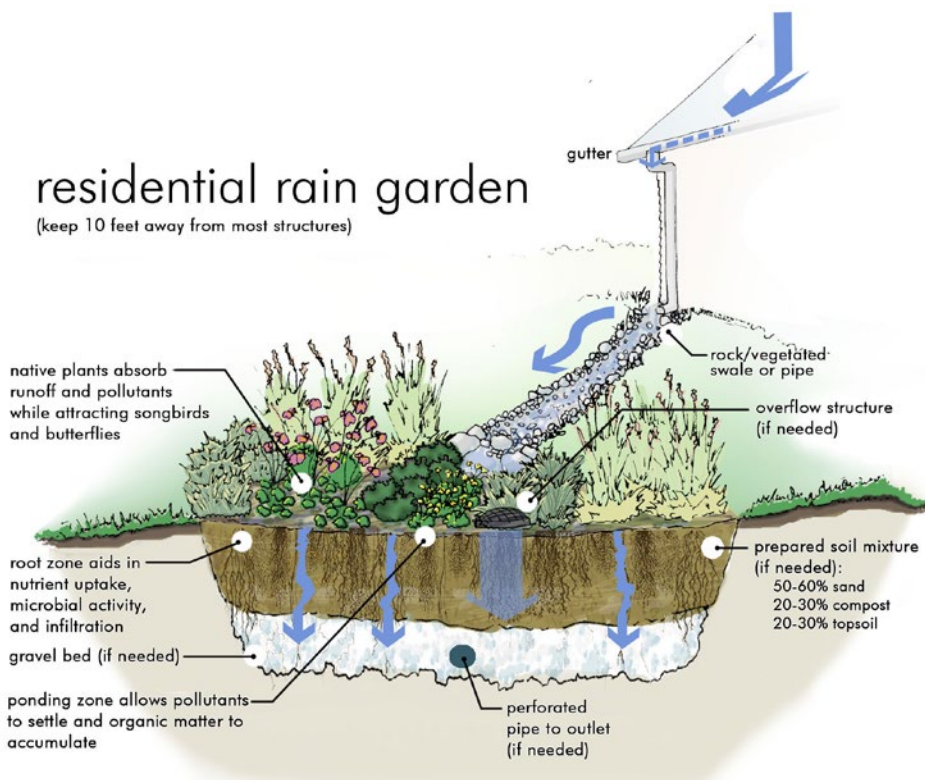 residential rain garden
(keep 10 feet away from most structures)
gutter
rock/vegetated
swale or pipe
native plants absorb
runoff and pollutants
while attracting songbirds
and butterflies
overflow structure
(if needed)
root zone aids in
nutrient uptake,
microbial activity,
and infiltration
prepared soil mixture
(if needed):
50-60% sand
20-30% compost
20-30% topsoil
gravel bed (if needed)
ponding zone allows pollutants
to settle and organic matter to
accumulate
perforated
pipe to outlet
(if needed)